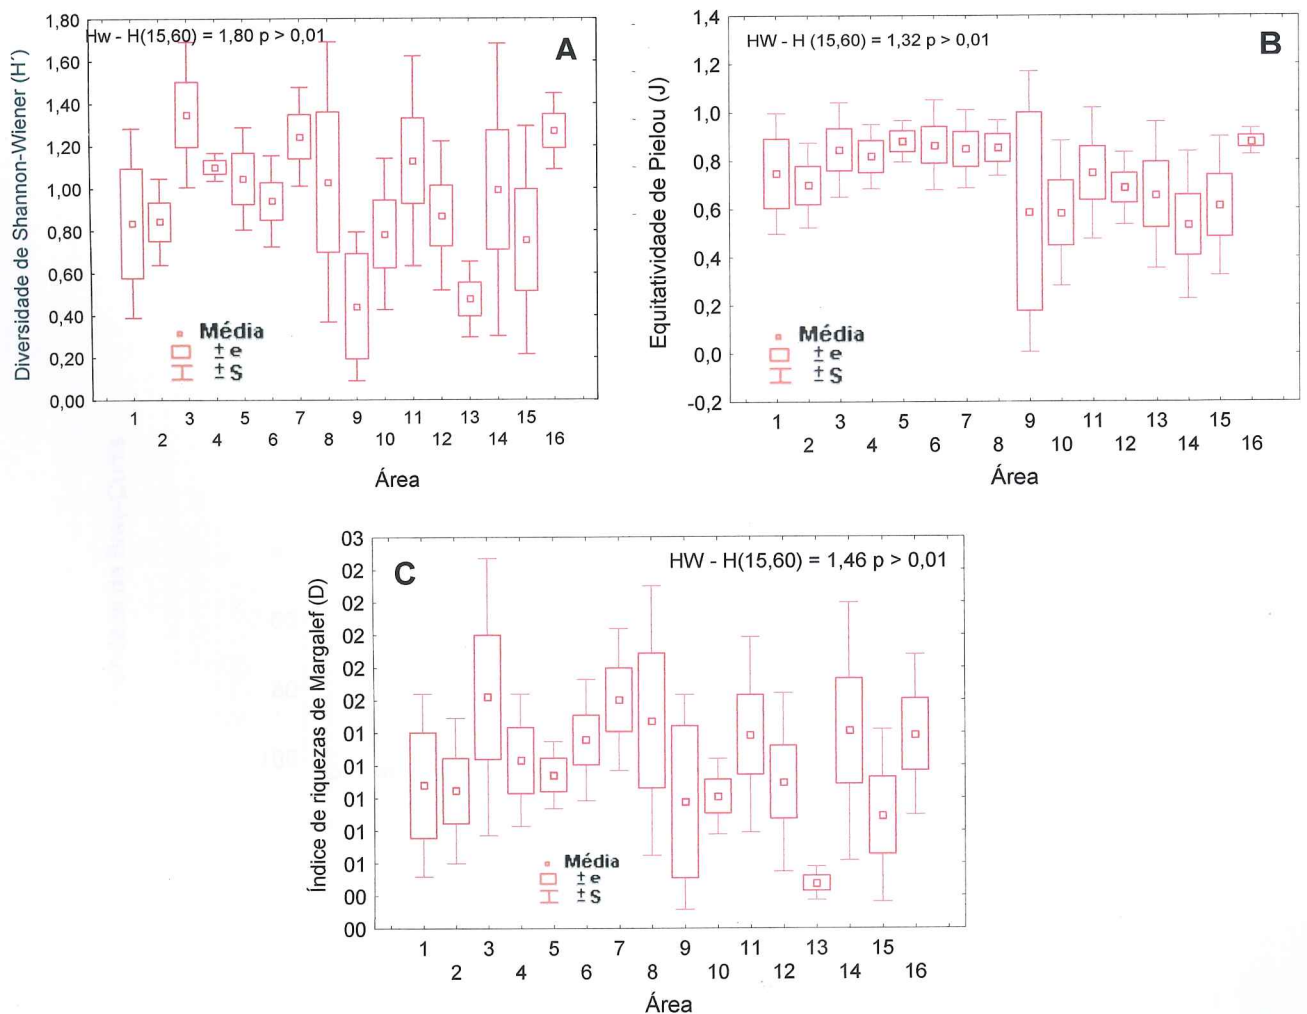 Hw - H(15,60) = 1,80 p > 0,01
A
Diversidade de Shannon-Wiener (H´)
1,80
1,60
1,40
1,20
1,00
0,80
0,60
0,40
0,20
0,00
Média
± e
± S
1 3 5 7 9 11 13 15
2 4 6 8 10 12 14 16
Área
HW - H (15,60) = 1,32 p > 0,01
B
Equitatividade de Pielou (J)
1,4
1,2
1,0
0,8
0,6
0,4
0,2
0,0
-0,2
Média
± e
± S
1 3 5 7 9 11 13 15
2 4 6 8 10 12 14 16
Área
C
HW - H(15,60) = 1,46 p > 0,01
Índice de riquezas de Margalef (D)
03
02
02
02
02
02
01
01
01
01
01
00
00
Média
± e
± S
1 3 5 7 9 11 13 15
2 4 6 8 10 12 14 16
Área